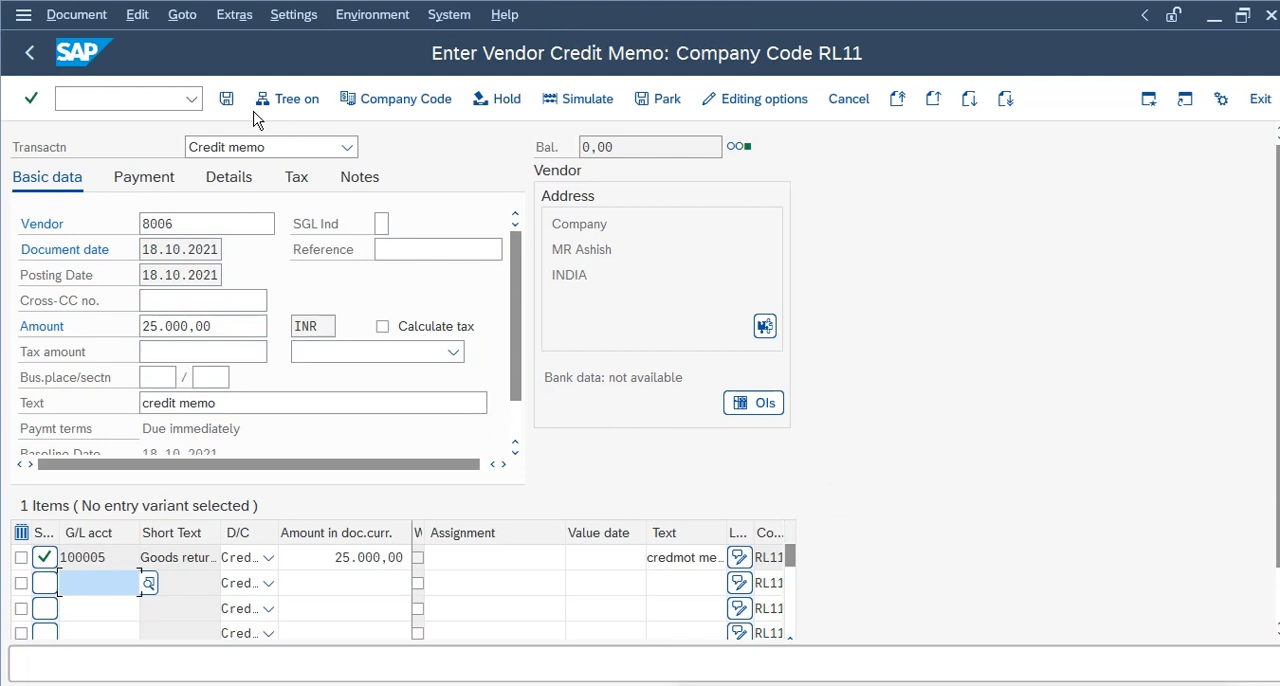 Document Edit Goto Extras Settings Environment System Help
SAP Enter Vendor Credit Memo: Company Code RL11
Tree on Company Code Hold Simulate Park Editing options Cancel Exit
Transactn Credit memo Bal. 0,00
Basic data Payment Details Tax Notes
Vendor
Address
Vendor 8006 SGL Ind Company
Document date 18.10.2021 Reference MR Ashish
Posting Date 18.10.2021 INDIA
Cross-CC no.
Amount 25.000,00 INR Calculate tax
Tax amount
Bus.place/sectn / Bank data: not available
Text credit memo OIs
Paymt terms Due immediately
Baseline Date 18.10.2021
1 Items ( No entry variant selected )
S... G/L acct Short Text D/C Amount in doc.curr. W Assignment Value date Text L... Co...
100005 Goods retur... Cred... 25.000,00 credmot me... RL11
Cred... RL11
Cred... RL11
Cred... RL11